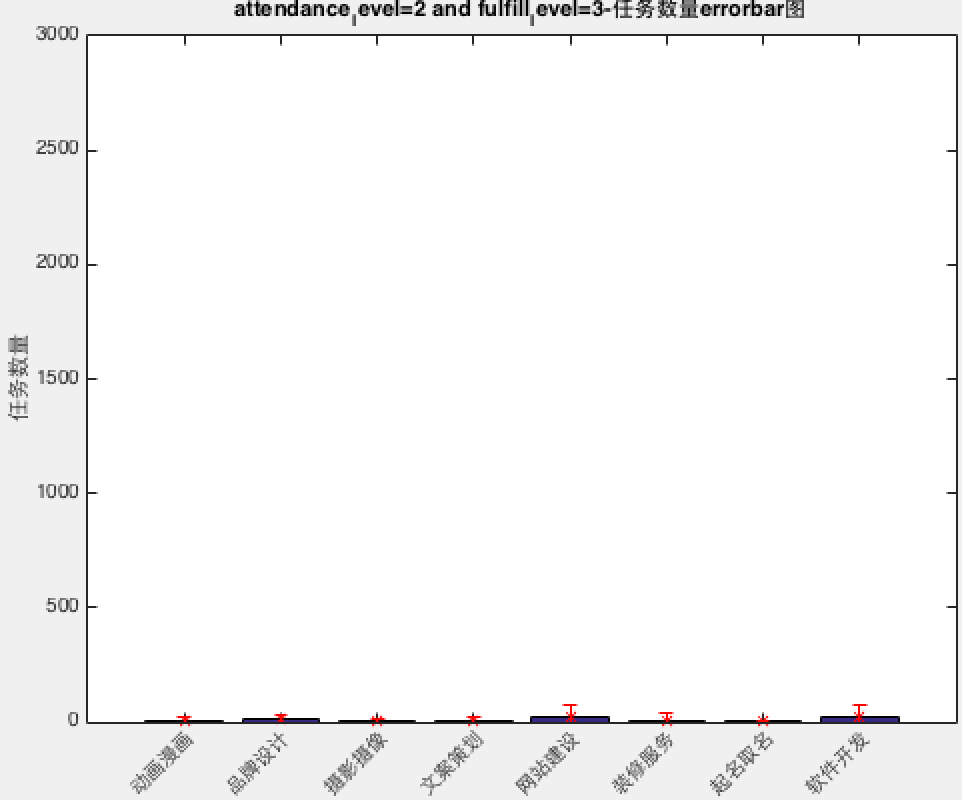 attendance_level=2 and fulfill_level=3-任务数量errorbar图
3000
2500
2000
1500
1000
500
0
任务数量
动画漫画
品牌设计
摄影摄像
文案策划
网站建设
装修服务
起名取名
软件开发